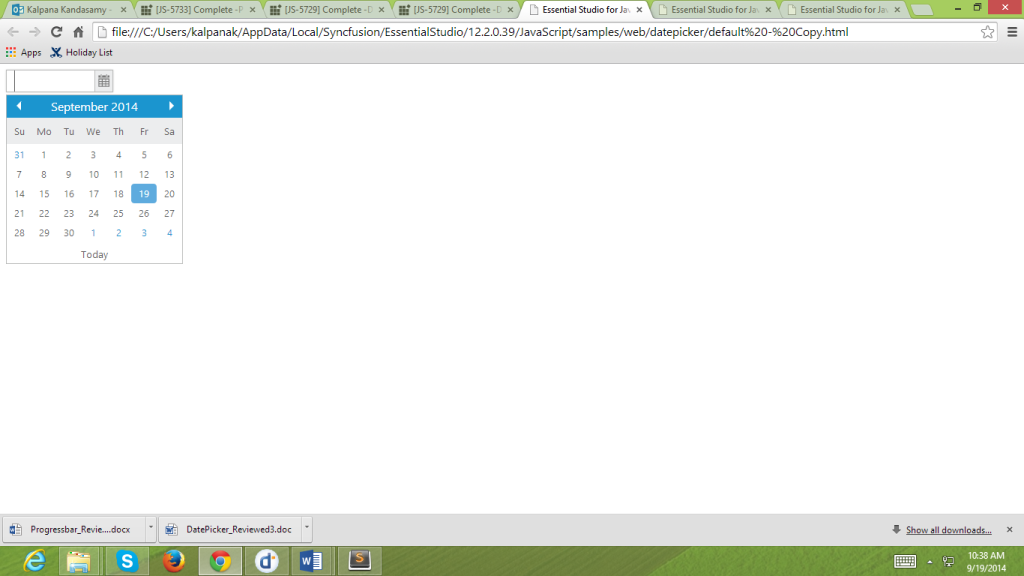 Kalpana Kandasamy -
[JS-5733] Complete -
[JS-5729] Complete - D
[JS-5729] Complete - D
Essential Studio for Jav
Essential Studio for Jav
Essential Studio for Jav
file:///C:/Users/kalpanak/AppData/Local/Syncfusion/EssentialStudio/12.2.0.39/JavaScript/samples/web/datepicker/default%20-%20Copy.html
Apps
Holiday List
September 2014
Su Mo Tu We Th Fr Sa
31 1 2 3 4 5 6
7 8 9 10 11 12 13
14 15 16 17 18 19 20
21 22 23 24 25 26 27
28 29 30 1 2 3 4
Today
Progressbar_Revie....docx
DatePicker_Reviewed3.doc
Show all downloads...
10:38 AM
9/19/2014